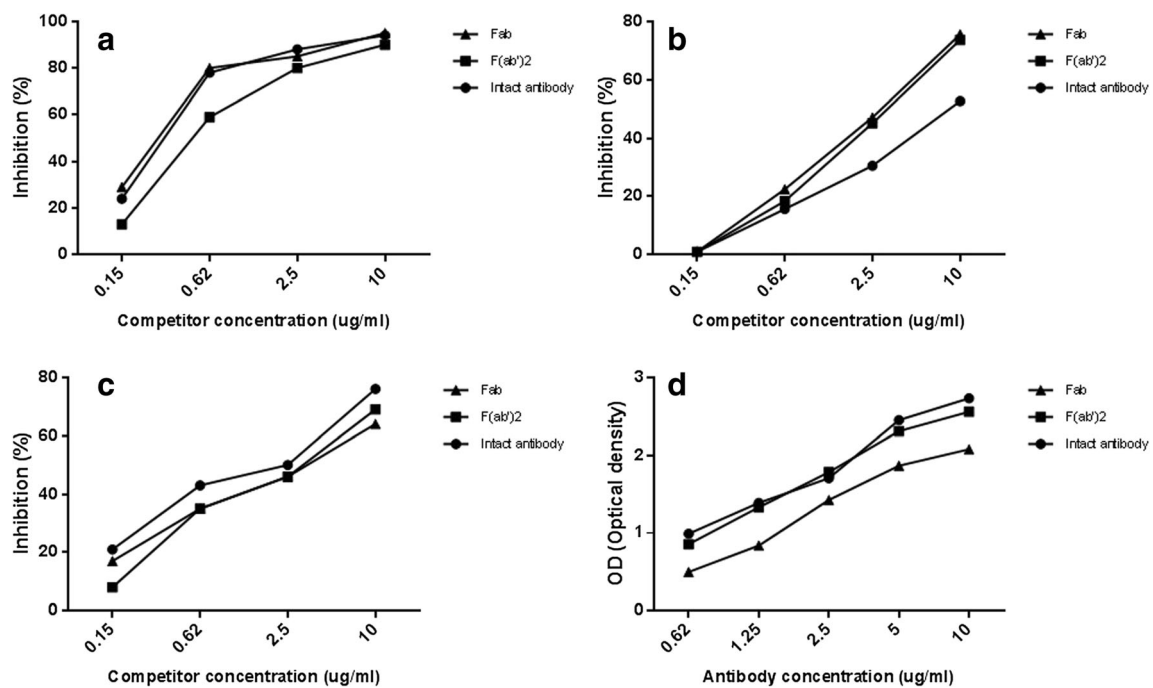 a
100
80
60
40
20
0
Inhibition (%)
0.15
0.62
2.5
10
Competitor concentration (ug/ml)
Fab
F(ab')2
Intact antibody
b
80
60
40
20
0
Inhibition (%)
0.15
0.62
2.5
10
Competitor concentration (ug/ml)
Fab
F(ab')2
Intact antibody
c
80
60
40
20
0
Inhibition (%)
0.15
0.62
2.5
10
Competitor concentration (ug/ml)
Fab
F(ab')2
Intact antibody
d
3
2
1
0
OD (Optical density)
0.62
1.25
2.5
5
10
Antibody concentration (ug/ml)
Fab
F(ab')2
Intact antibody